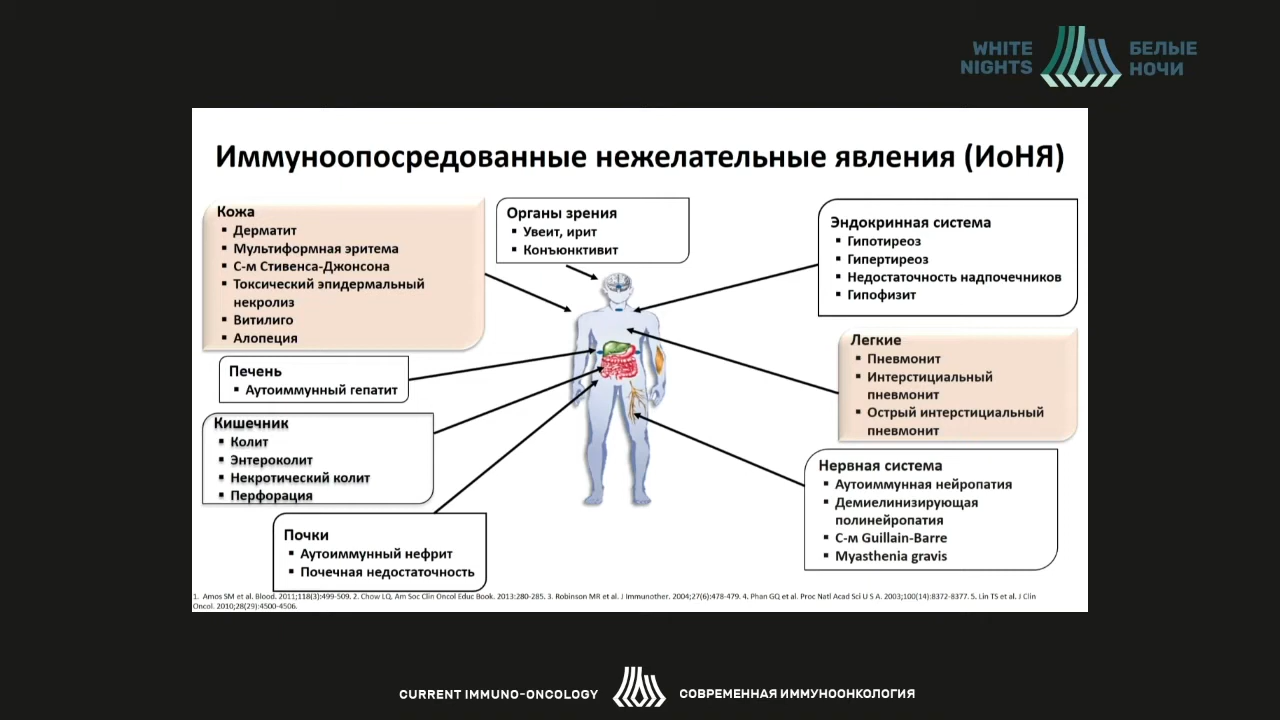 WHITE
NIGHTS
БЕЛЫЕ
НОЧИ
Иммуноопосредованные нежелательные явления (ИоНЯ)
Кожа
▪ Дерматит
▪ Мультиформная эритема
▪ С-м Стивенса-Джонсона
▪ Токсический эпидермальный
некролиз
▪ Витилиго
▪ Алопеция
Органы зрения
▪ Увеит, ирит
▪ Конъюнктивит
Эндокринная система
▪ Гипотиреоз
▪ Гипертиреоз
▪ Недостаточность надпочечников
▪ Гипофизит
Печень
▪ Аутоиммунный гепатит
Легкие
▪ Пневмонит
▪ Интерстициальный
пневмонит
▪ Острый интерстициальный
пневмонит
Кишечник
▪ Колит
▪ Энтероколит
▪ Некротический колит
▪ Перфорация
Нервная система
▪ Аутоиммунная нейропатия
▪ Демиелинизирующая
полинейропатия
▪ С-м Guillain-Barre
▪ Myasthenia gravis
Почки
▪ Аутоиммунный нефрит
▪ Почечная недостаточность
1. Amos SM et al. Blood. 2011;118(3):499-509. 2. Chow LQ. Am Soc Clin Oncol Educ Book. 2013:280-285. 3. Robinson MR et al. J Immunother. 2004;27(6):478-479. 4. Phan GQ et al. Proc Natl Acad Sci U S A. 2003;100(14):8372-8377. 5. Lin TS et al. J Clin
Oncol. 2010;28(29):4500-4506.
CURRENT IMMUNO-ONCOLOGY
СОВРЕМЕННАЯ ИММУНООНКОЛОГИЯ